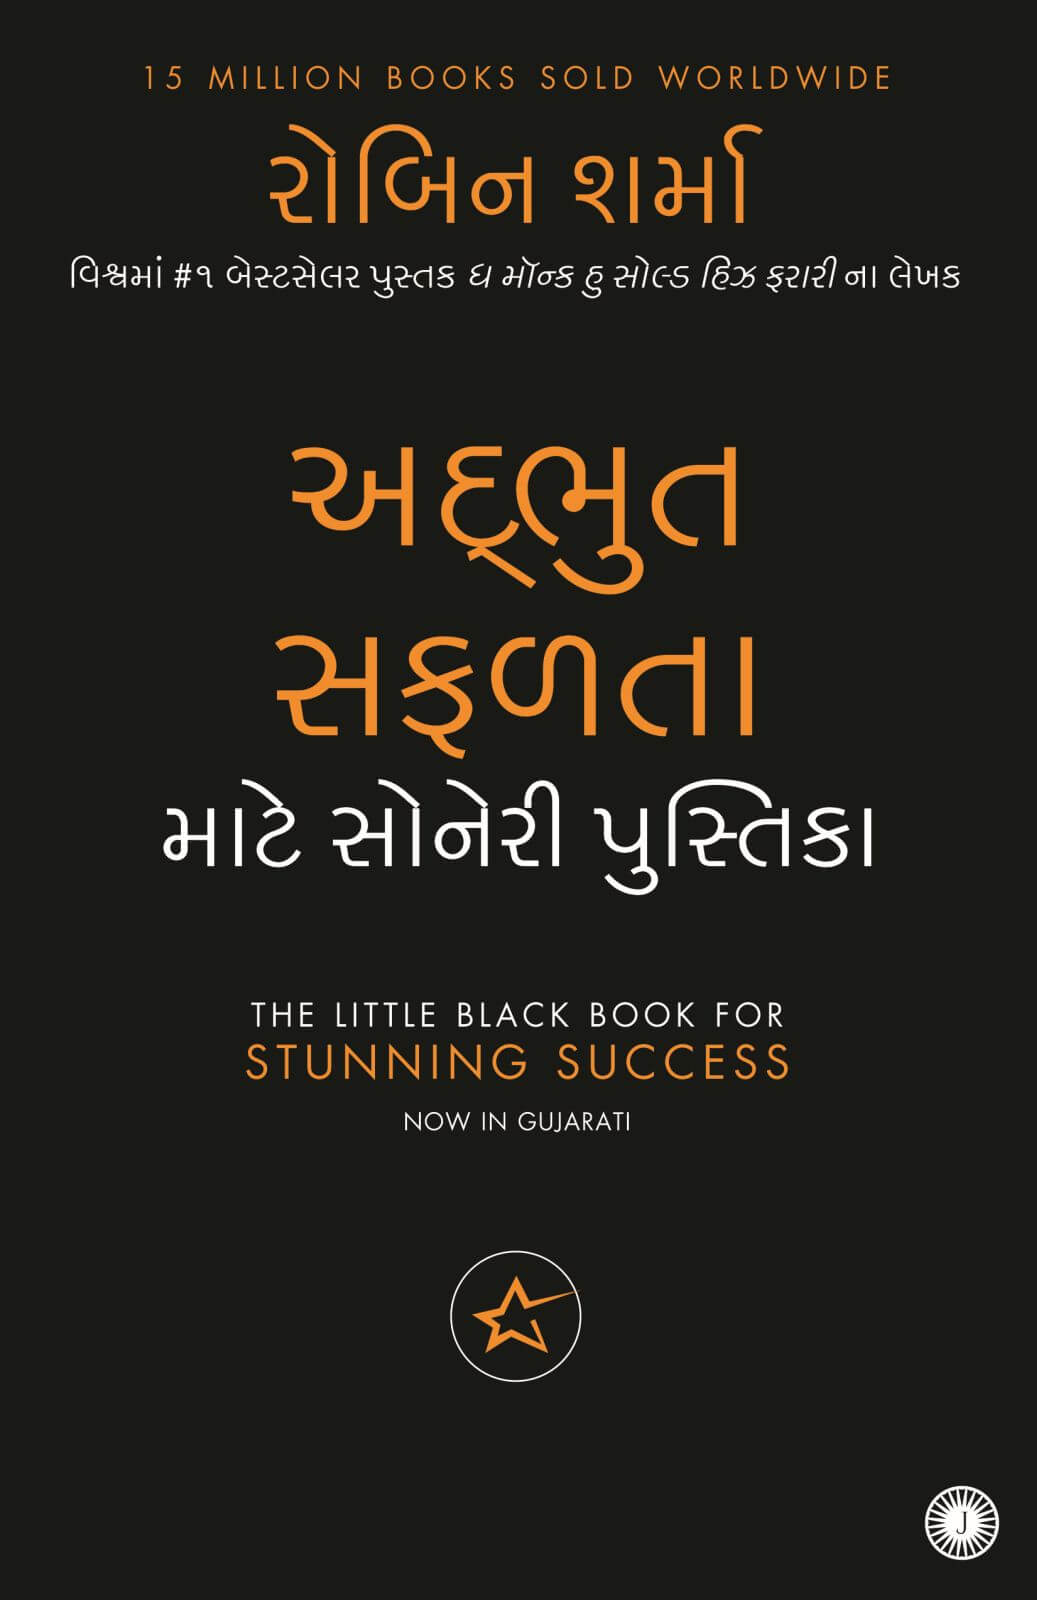 15 MILLION BOOKS SOLD WORLDWIDE
રોબિન શર્મા
વિશ્વમાં #૧ બેસ્ટસેલર પુસ્તક ધ મૉન્ક હુ સોલ્ડ હિઝ ફરારી ના લેખક
અદ્ભુત
સફળતા
માટે સોનેરી પુસ્તિકા
THE LITTLE BLACK BOOK FOR
STUNNING SUCCESS
NOW IN GUJARATI
J